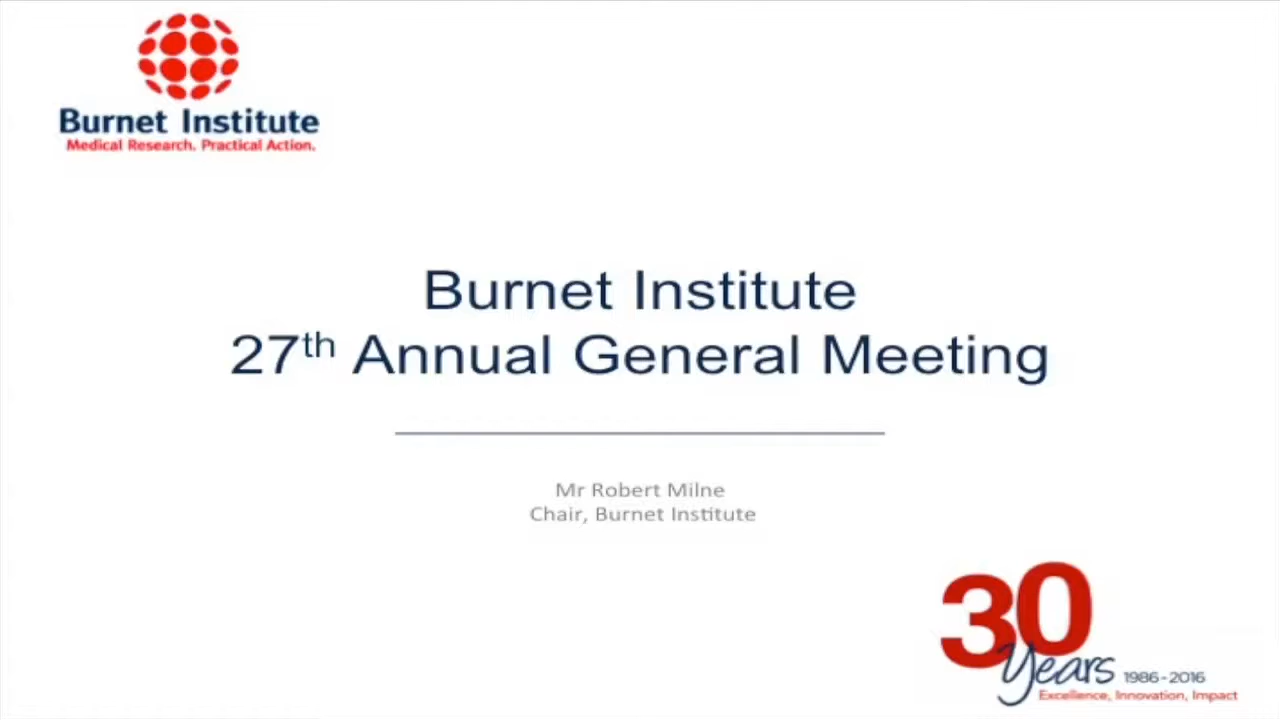 Burnet Institute
Medical Research. Practical Action.
Burnet Institute
27th Annual General Meeting
Mr Robert Milne
Chair, Burnet Institute
30
Years 1986-2016
Excellence, Innovation, Impact